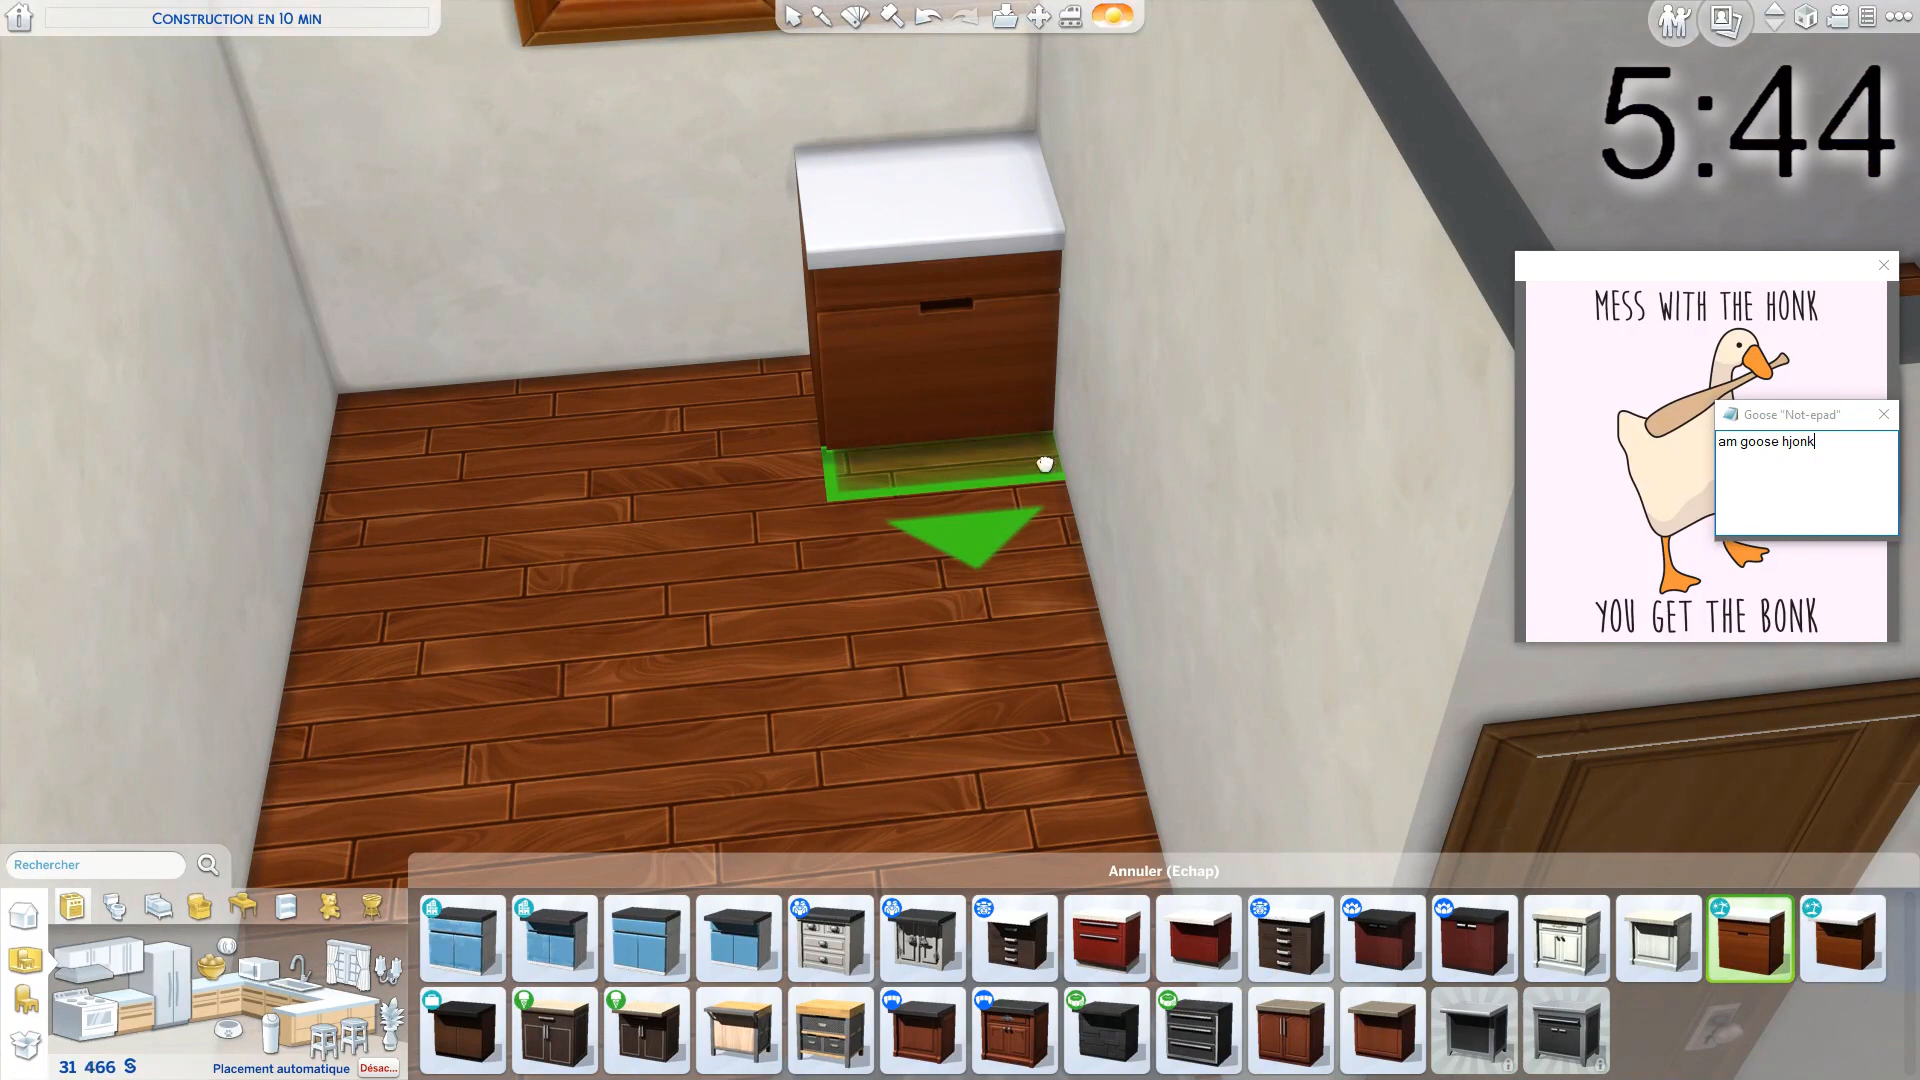 CONSTRUCTION EN 10 MIN
5:44
MESS WITH THE HONK
Goose "Not-epad"
am goose hjonk
YOU GET THE BONK
Rechercher
Annuler (Echap)
31 466 §
Placement automatique
Désac...